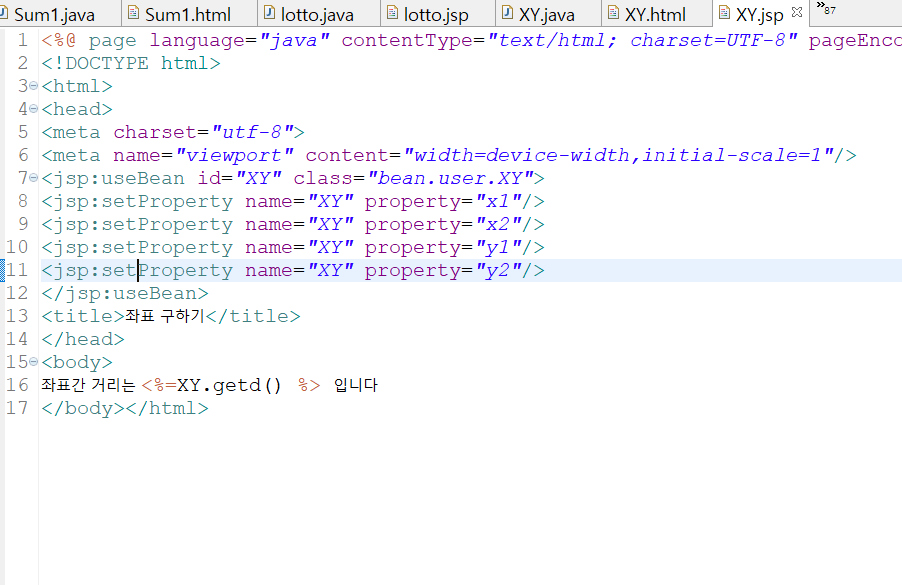 Sum1.java Sum1.html lotto.java lotto.jsp XY.java XY.html XY.jsp »87
1 <%@ page language="java" contentType="text/html; charset=UTF-8" pageEnco
2 <!DOCTYPE html>
3 <html>
4 <head>
5 <meta charset="utf-8">
6 <meta name="viewport" content="width=device-width,initial-scale=1"/>
7 <jsp:useBean id="XY" class="bean.user.XY">
8 <jsp:setProperty name="XY" property="x1"/>
9 <jsp:setProperty name="XY" property="x2"/>
10 <jsp:setProperty name="XY" property="y1"/>
11 <jsp:setProperty name="XY" property="y2"/>
12 </jsp:useBean>
13 <title>좌표 구하기</title>
14 </head>
15 <body>
16 좌표간 거리는 <%=XY.getd() %> 입니다
17 </body></html>